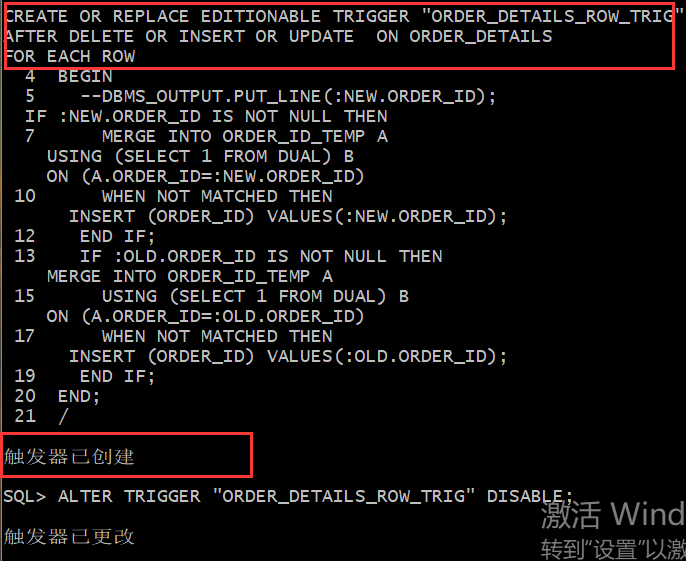 CREATE OR REPLACE EDITIONABLE TRIGGER "ORDER_DETAILS_ROW_TRIG"
AFTER DELETE OR INSERT OR UPDATE  ON ORDER_DETAILS
FOR EACH ROW
  4  BEGIN
  5    --DBMS_OUTPUT.PUT_LINE(:NEW.ORDER_ID);
  IF :NEW.ORDER_ID IS NOT NULL THEN
  7      MERGE INTO ORDER_ID_TEMP A
    USING (SELECT 1 FROM DUAL) B
    ON (A.ORDER_ID=:NEW.ORDER_ID)
 10      WHEN NOT MATCHED THEN
      INSERT (ORDER_ID) VALUES(:NEW.ORDER_ID);
 12    END IF;
 13    IF :OLD.ORDER_ID IS NOT NULL THEN
    MERGE INTO ORDER_ID_TEMP A
 15      USING (SELECT 1 FROM DUAL) B
    ON (A.ORDER_ID=:OLD.ORDER_ID)
 17      WHEN NOT MATCHED THEN
      INSERT (ORDER_ID) VALUES(:OLD.ORDER_ID);
 19    END IF;
 20  END;
 21  /
触发器已创建
SQL> ALTER TRIGGER "ORDER_DETAILS_ROW_TRIG" DISABLE;
激活 Wind
触发器已更改
转到“设置”以激